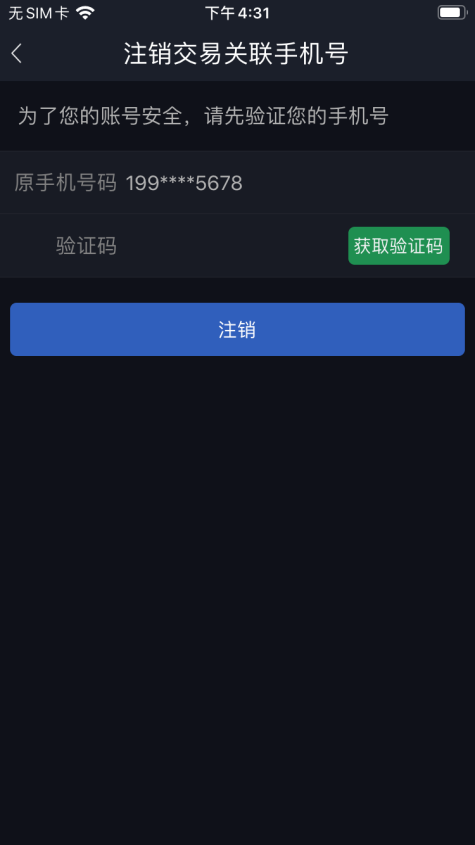 无SIM卡 下午4:31
注销交易关联手机号
为了您的账号安全，请先验证您的手机号
原手机号码 199****5678
验证码 获取验证码
注销